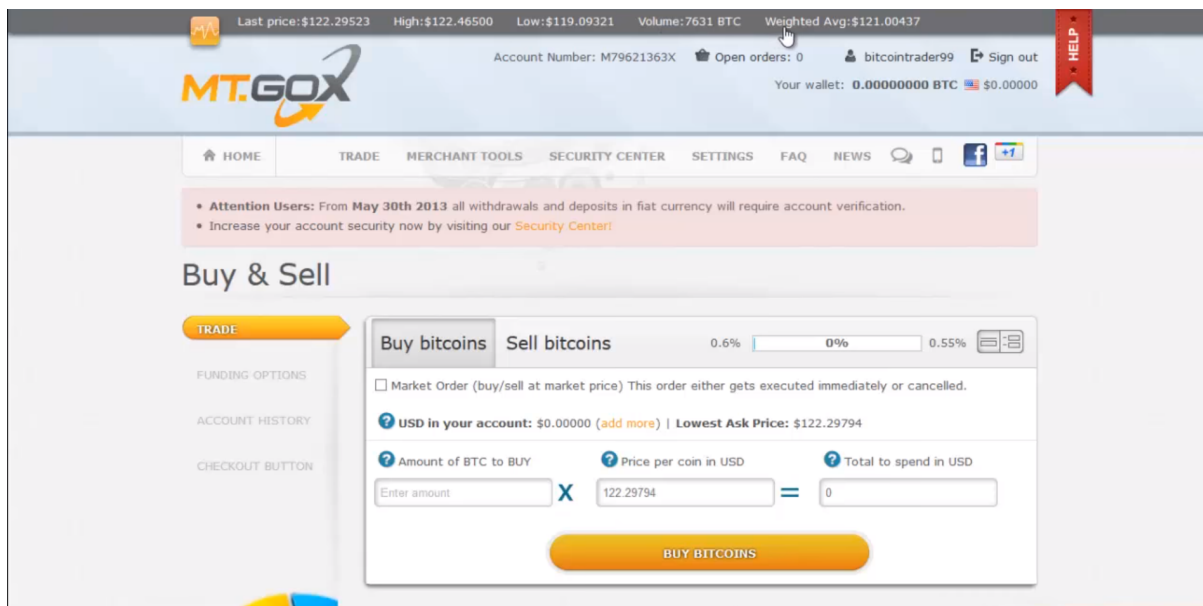 Last price:$122.29523 High:$122.46500 Low:$119.09321 Volume:7631 BTC Weighted Avg:$121.00437
HELP
Account Number: M79621363X Open orders: 0 bitcointrader99 Sign out
MT.GOX
Your wallet: 0.00000000 BTC $0.00000
HOME TRADE MERCHANT TOOLS SECURITY CENTER SETTINGS FAQ NEWS f +1
• Attention Users: From May 30th 2013 all withdrawals and deposits in fiat currency will require account verification.
• Increase your account security now by visiting our Security Center!
Buy & Sell
TRADE
FUNDING OPTIONS
ACCOUNT HISTORY
CHECKOUT BUTTON
Buy bitcoins Sell bitcoins 0.6% 0% 0.55%
Market Order (buy/sell at market price) This order either gets executed immediately or cancelled.
? USD in your account: $0.00000 (add more) | Lowest Ask Price: $122.29794
? Amount of BTC to BUY ? Price per coin in USD ? Total to spend in USD
Enter amount X 122.29794 = 0
BUY BITCOINS